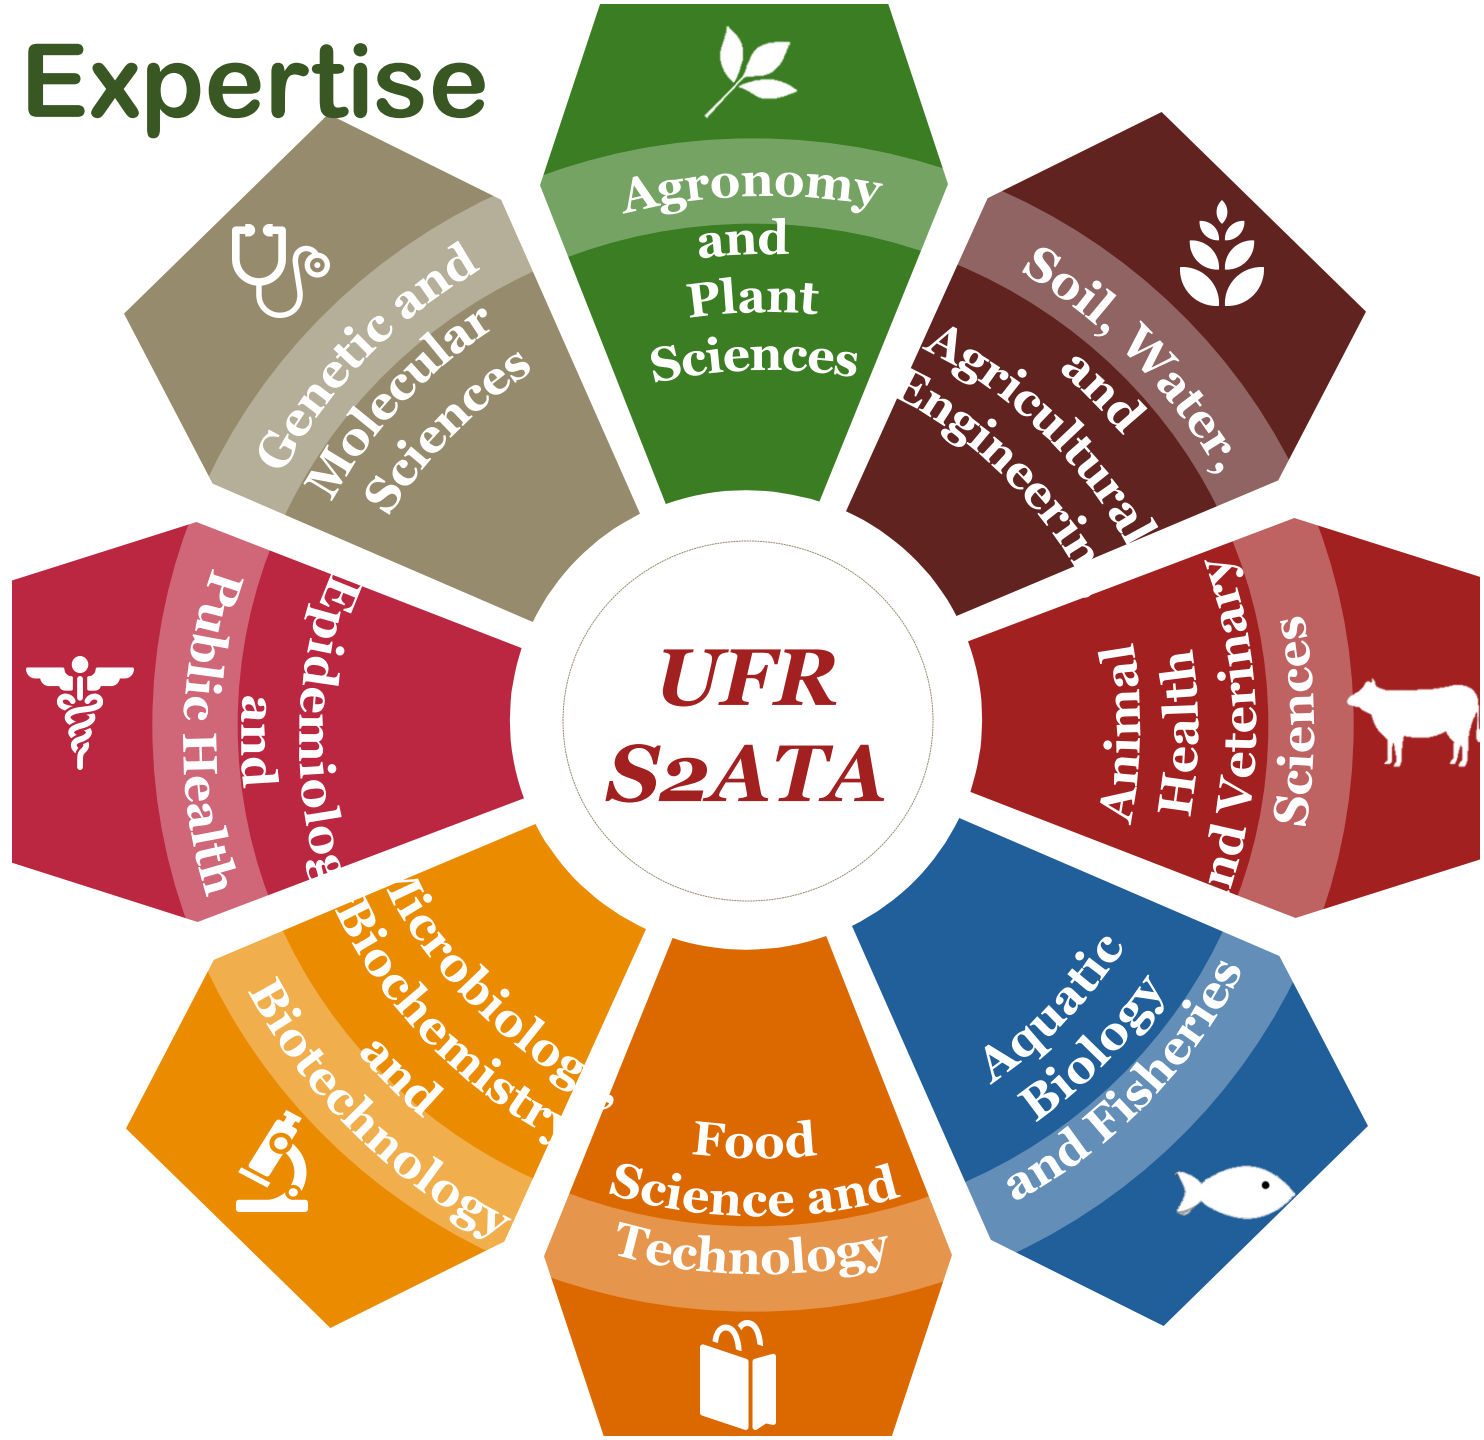 Expertise
Agronomy
and
Plant
Sciences
Soil, Water,
and
Agricultural
Engineerin
Animal
Health
nd Veterinary
Sciences
Aquatic
Biology
and Fisheries
Food
Science and
Technology
Microbiology,
Biochemistry
and
Biotechnology
Epidemiolog
and
Public Health
Genetic and
Molecular
Sciences
UFR
S2ATA